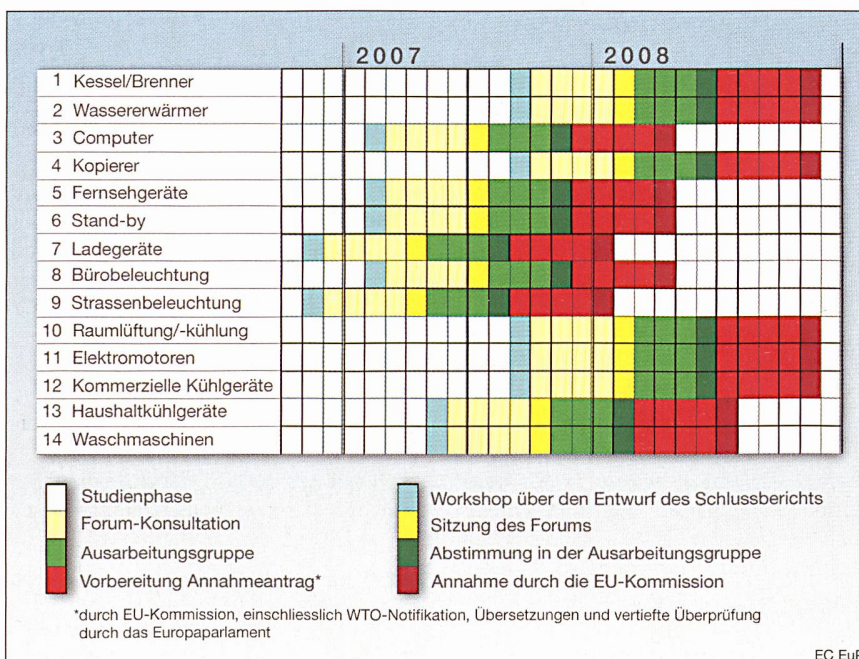 2007 2008
1 Kessel/Brenner
2 Wassererwärmer
3 Computer
4 Kopierer
5 Fernsehgeräte
6 Stand-by
7 Ladegeräte
8 Bürobeleuchtung
9 Strassenbeleuchtung
10 Raumlüftung/-kühlung
11 Elektromotoren
12 Kommerzielle Kühlgeräte
13 Haushaltkühlgeräte
14 Waschmaschinen
Studienphase
Forum-Konsultation
Ausarbeitungsgruppe
Vorbereitung Annahmeantrag*
Workshop über den Entwurf des Schlussberichts
Sitzung des Forums
Abstimmung in der Ausarbeitungsgruppe
Annahme durch die EU-Kommission
*durch EU-Kommission, einschliesslich WTO-Notifikation, Übersetzungen und vertiefte Überprüfung
durch das Europaparlament
EC